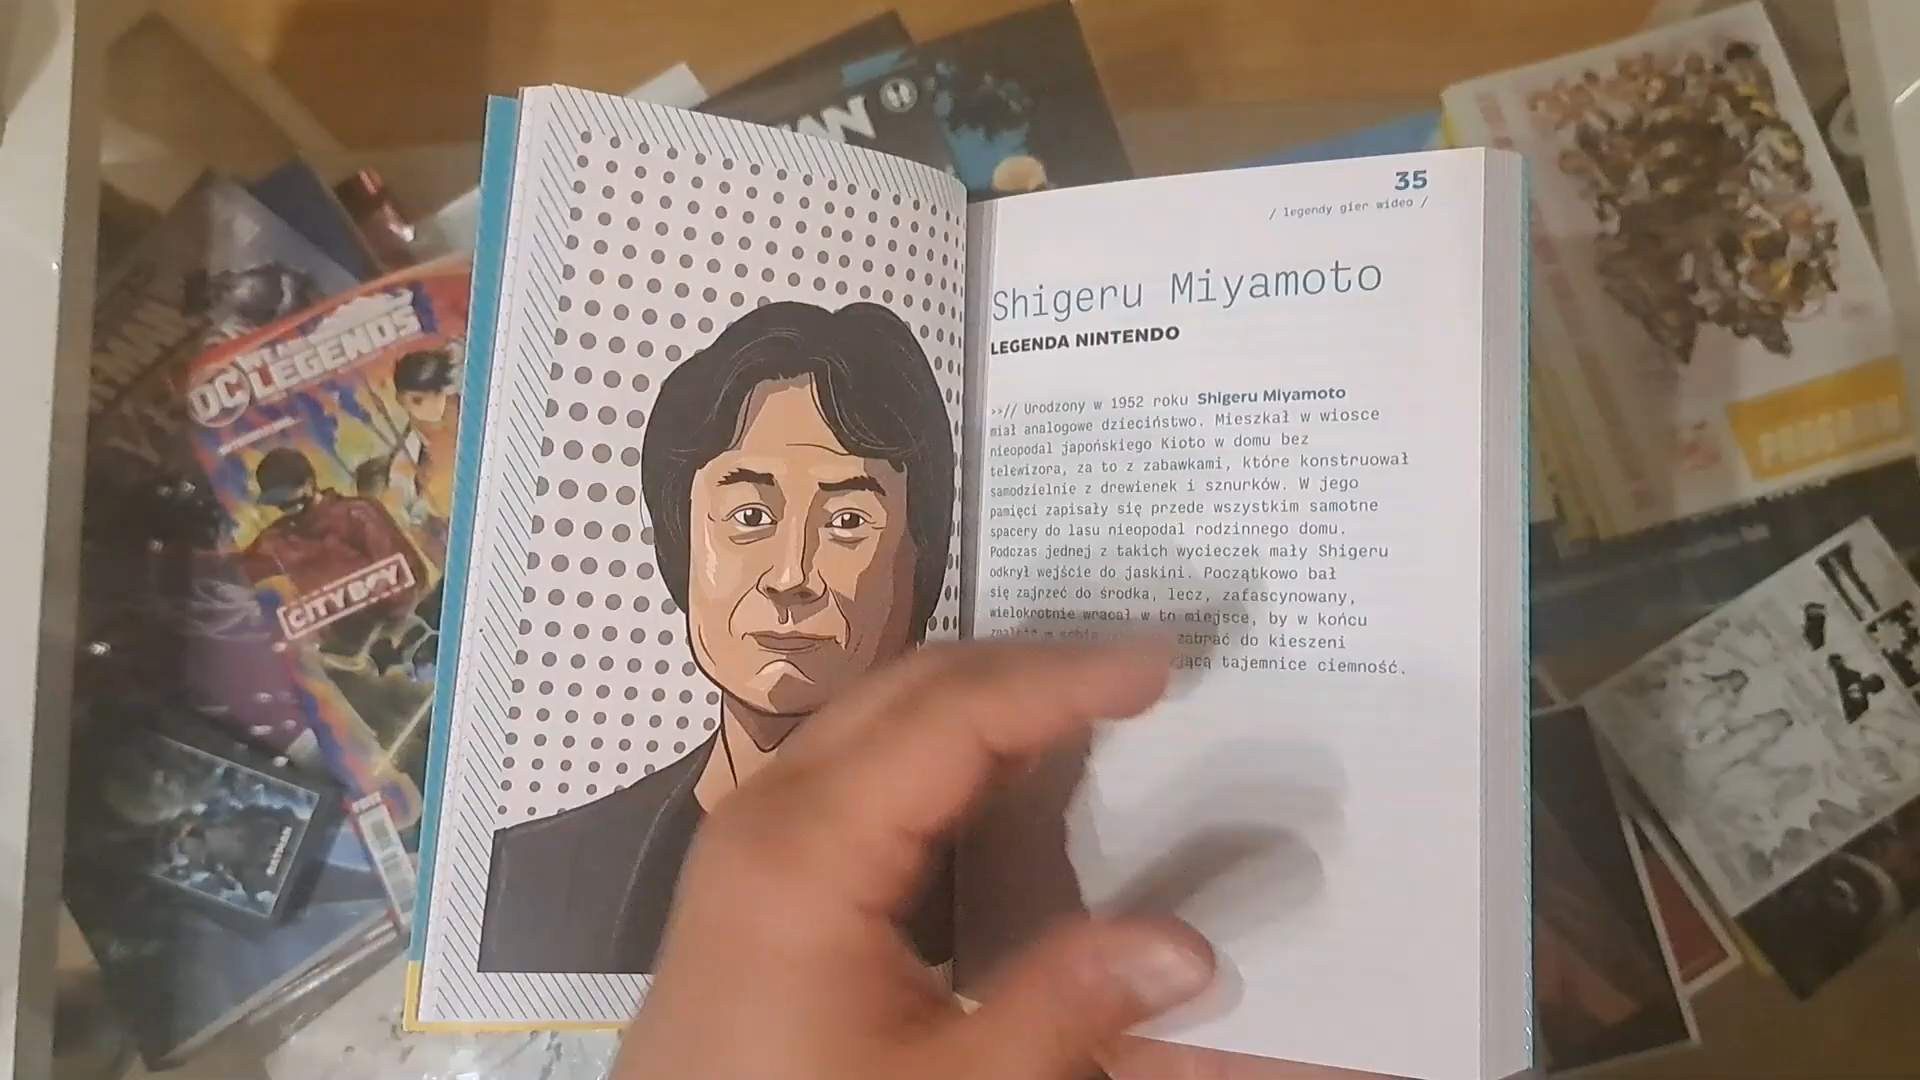 35
/ legendy gier wideo /
Shigeru Miyamoto
LEGENDA NINTENDO
>>// Urodzony w 1952 roku Shigeru Miyamoto
miał analogowe dzieciństwo. Mieszkał w wiosce
nieopodal japońskiego Kioto w domu bez
telewizora, za to z zabawkami, które konstruował
samodzielnie z drewienek i sznurków. W jego
pamięci zapisały się przede wszystkim samotne
spacery do lasu nieopodal rodzinnego domu.
Podczas jednej z takich wycieczek mały Shigeru
odkrył wejście do jaskini. Początkowo bał
się zajrzeć do środka, lecz, zafascynowany,
wielokrotnie wracał w to miejsce, by w końcu
zabrać do kieszeni
tajemnice ciemność.
DC LEGENDS
CITY BOY
BATMAN